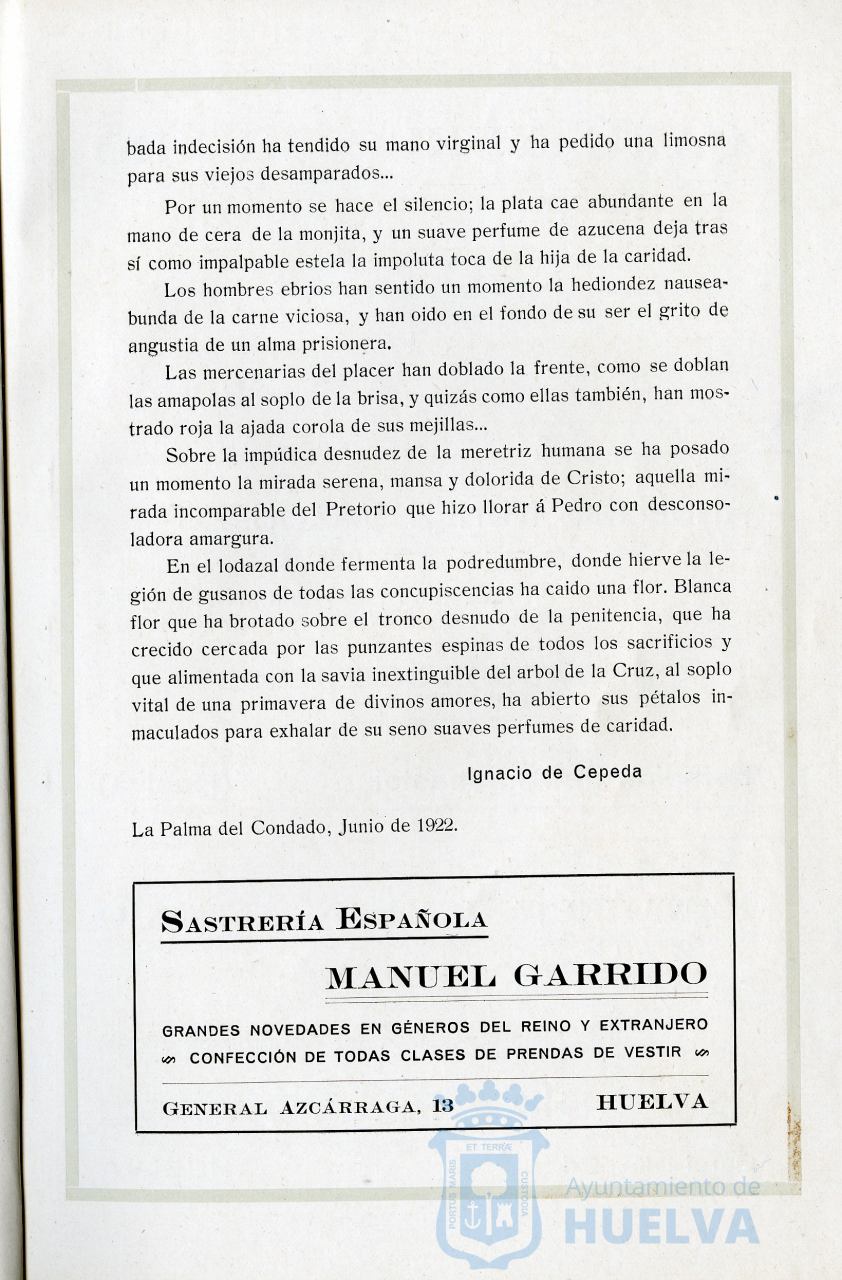 bada indecisión ha tendido su mano virginal y ha pedido una limosna
para sus viejos desamparados...
Por un momento se hace el silencio; la plata cae abundante en la
mano de cera de la monjita, y un suave perfume de azucena deja tras
sí como impalpable estela la impoluta toca de la hija de la caridad.
Los hombres ebrios han sentido un momento la hediondez nausea-
bunda de la carne viciosa, y han oido en el fondo de su ser el grito de
angustia de un alma prisionera.
Las mercenarias del placer han doblado la frente, como se doblan
las amapolas al soplo de la brisa, y quizás como ellas también, han mos-
trado roja la ajada corola de sus mejillas...
Sobre la impúdica desnudez de la meretriz humana se ha posado
un momento la mirada serena, mansa y dolorida de Cristo; aquella mi-
rada incomparable del Pretorio que hizo llorar á Pedro con desconso-
ladora amargura.
En el lodazal donde fermenta la podredumbre, donde hierve la le-
gión de gusanos de todas las concupiscencias ha caido una flor. Blanca
flor que ha brotado sobre el tronco desnudo de la penitencia, que ha
crecido cercada por las punzantes espinas de todos los sacrificios y
que alimentada con la savia inextinguible del arbol de la Cruz, al soplo
vital de una primavera de divinos amores, ha abierto sus pétalos in-
maculados para exhalar de su seno suaves perfumes de caridad.
Ignacio de Cepeda
La Palma del Condado, Junio de 1922.
SASTRERÍA ESPAÑOLA
MANUEL GARRIDO
GRANDES NOVEDADES EN GÉNEROS DEL REINO Y EXTRANJERO
CONFECCIÓN DE TODAS CLASES DE PRENDAS DE VESTIR
GENERAL AZCÁRRAGA, 13 HUELVA
PORTUS MARIS ET TERRÆ CUSTODIA
Ayuntamiento de
HUELVA